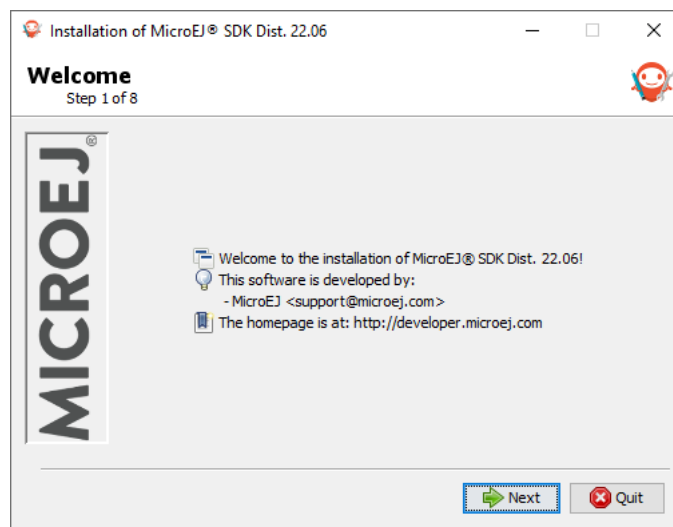 Installation of MicroEJ® SDK Dist. 22.06
Welcome
Step 1 of 8
MICROEJ®
Welcome to the installation of MicroEJ® SDK Dist. 22.06!
This software is developed by:
- MicroEJ <support@microej.com>
The homepage is at: http://developer.microej.com
Next
Quit